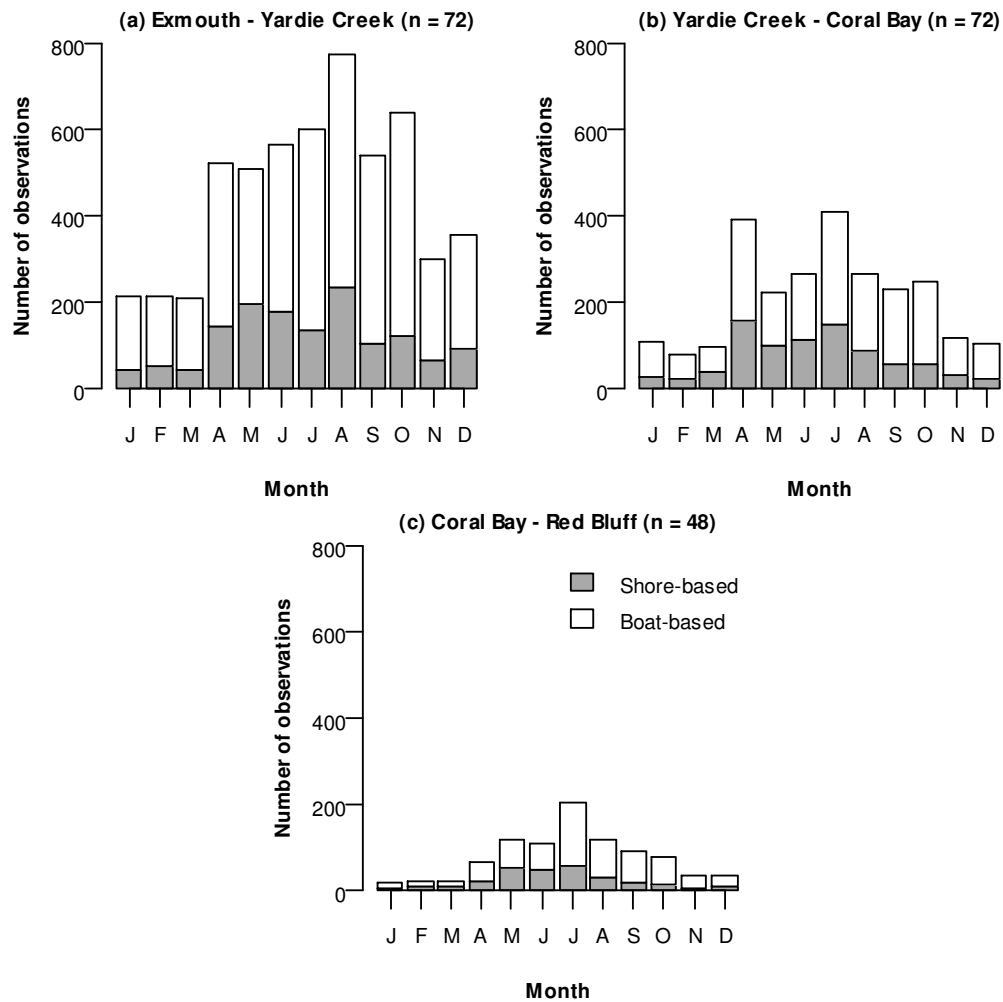 (a) Exmouth - Yardie Creek (n = 72)
Number of observations
800
600
400
200
0
J F M A M J J A S O N D
Month
(b) Yardie Creek - Coral Bay (n = 72)
Number of observations
800
600
400
200
0
J F M A M J J A S O N D
Month
(c) Coral Bay - Red Bluff (n = 48)
Number of observations
800
600
400
200
0
Shore-based
Boat-based
J F M A M J J A S O N D
Month